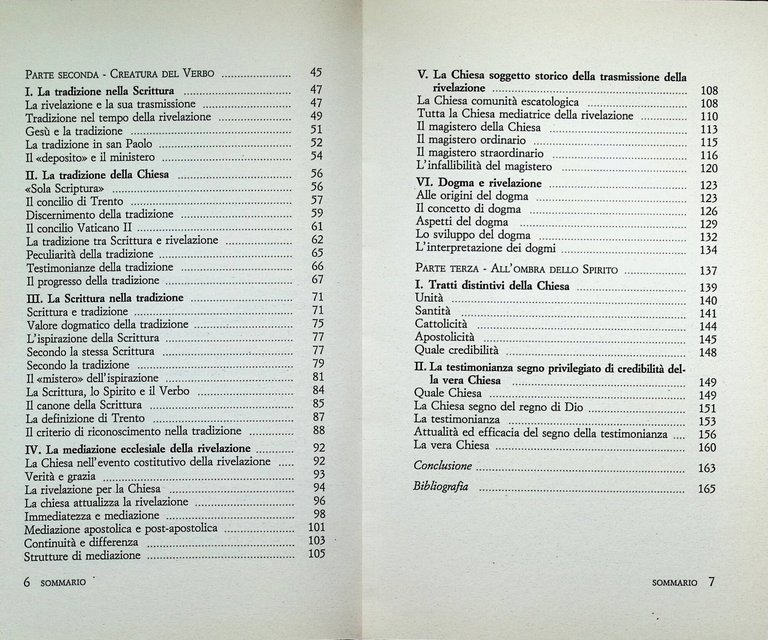 PARTE SECONDA - CREATURA DEL VERBO ..................... 45
I. La tradizione nella Scrittura ................................ 47
La rivelazione e la sua trasmissione ........................... 47
Tradizione nel tempo della rivelazione ...................... 49
Gesù e la tradizione ................................................ 51
La tradizione in san Paolo ........................................ 52
Il «deposito» e il ministero ....................................... 54
II. La tradizione della Chiesa .................................. 56
«Sola Scriptura» ..................................................... 56
Il concilio di Trento ................................................ 57
Discernimento della tradizione .................................. 59
Il concilio Vaticano II .............................................. 61
La tradizione tra Scrittura e rivelazione ...................... 62
Peculiarità della tradizione ........................................ 65
Testimonianze della tradizione ................................... 66
Il progresso della tradizione ...................................... 67
III. La Scrittura nella tradizione .............................. 71
Scrittura e tradizione ............................................... 71
Valore dogmatico della tradizione .............................. 75
L'ispirazione della Scrittura ...................................... 77
Secondo la stessa Scrittura ........................................ 77
Secondo la tradizione ............................................... 79
Il «mistero» dell'ispirazione ...................................... 81
La Scrittura, lo Spirito e il Verbo ............................. 84
Il canone della Scrittura ........................................... 85
La definizione di Trento .......................................... 87
Il criterio di riconoscimento nella tradizione ............... 88
IV. La mediazione ecclesiale della rivelazione ........... 92
La Chiesa nell'evento costitutivo della rivelazione ..... 92
Verità e grazia ........................................................ 93
La rivelazione per la Chiesa ..................................... 94
La chiesa attualizza la rivelazione .............................. 96
Immediatezza e mediazione ...................................... 98
Mediazione apostolica e post-apostolica ..................... 101
Continuità e differenza ............................................ 103
Strutture di mediazione ........................................... 105
6 SOMMARIO
V. La Chiesa soggetto storico della trasmissione della
rivelazione ........................................................ 108
La Chiesa comunità escatologica .............................. 108
Tutta la Chiesa mediatrice della rivelazione ............... 110
Il magistero della Chiesa ......................................... 113
Il magistero ordinario .............................................. 115
Il magistero straordinario ......................................... 116
L'infallibilità del magistero ...................................... 120
VI. Dogma e rivelazione ........................................ 123
Alle origini del dogma ............................................ 123
Il concetto di dogma ............................................... 126
Aspetti del dogma ................................................... 129
Lo sviluppo del dogma ............................................ 132
L'interpretazione dei dogmi ..................................... 134
PARTE TERZA - ALL'OMBRA DELLO SPIRITO .................. 137
I. Tratti distintivi della Chiesa ............................... 139
Unità ..................................................................... 140
Santità ................................................................... 141
Cattolicità .............................................................. 144
Apostolicità ............................................................ 145
Quale credibilità ..................................................... 148
II. La testimonianza segno privilegiato di credibilità del-
la vera Chiesa ................................................... 149
Quale Chiesa .......................................................... 149
La Chiesa segno del regno di Dio ............................. 151
La testimonianza ..................................................... 153
Attualità ed efficacia del segno della testimonianza .... 156
La vera Chiesa ........................................................ 160
Conclusione ............................................................ 163
Bibliografia ............................................................ 165
SOMMARIO 7